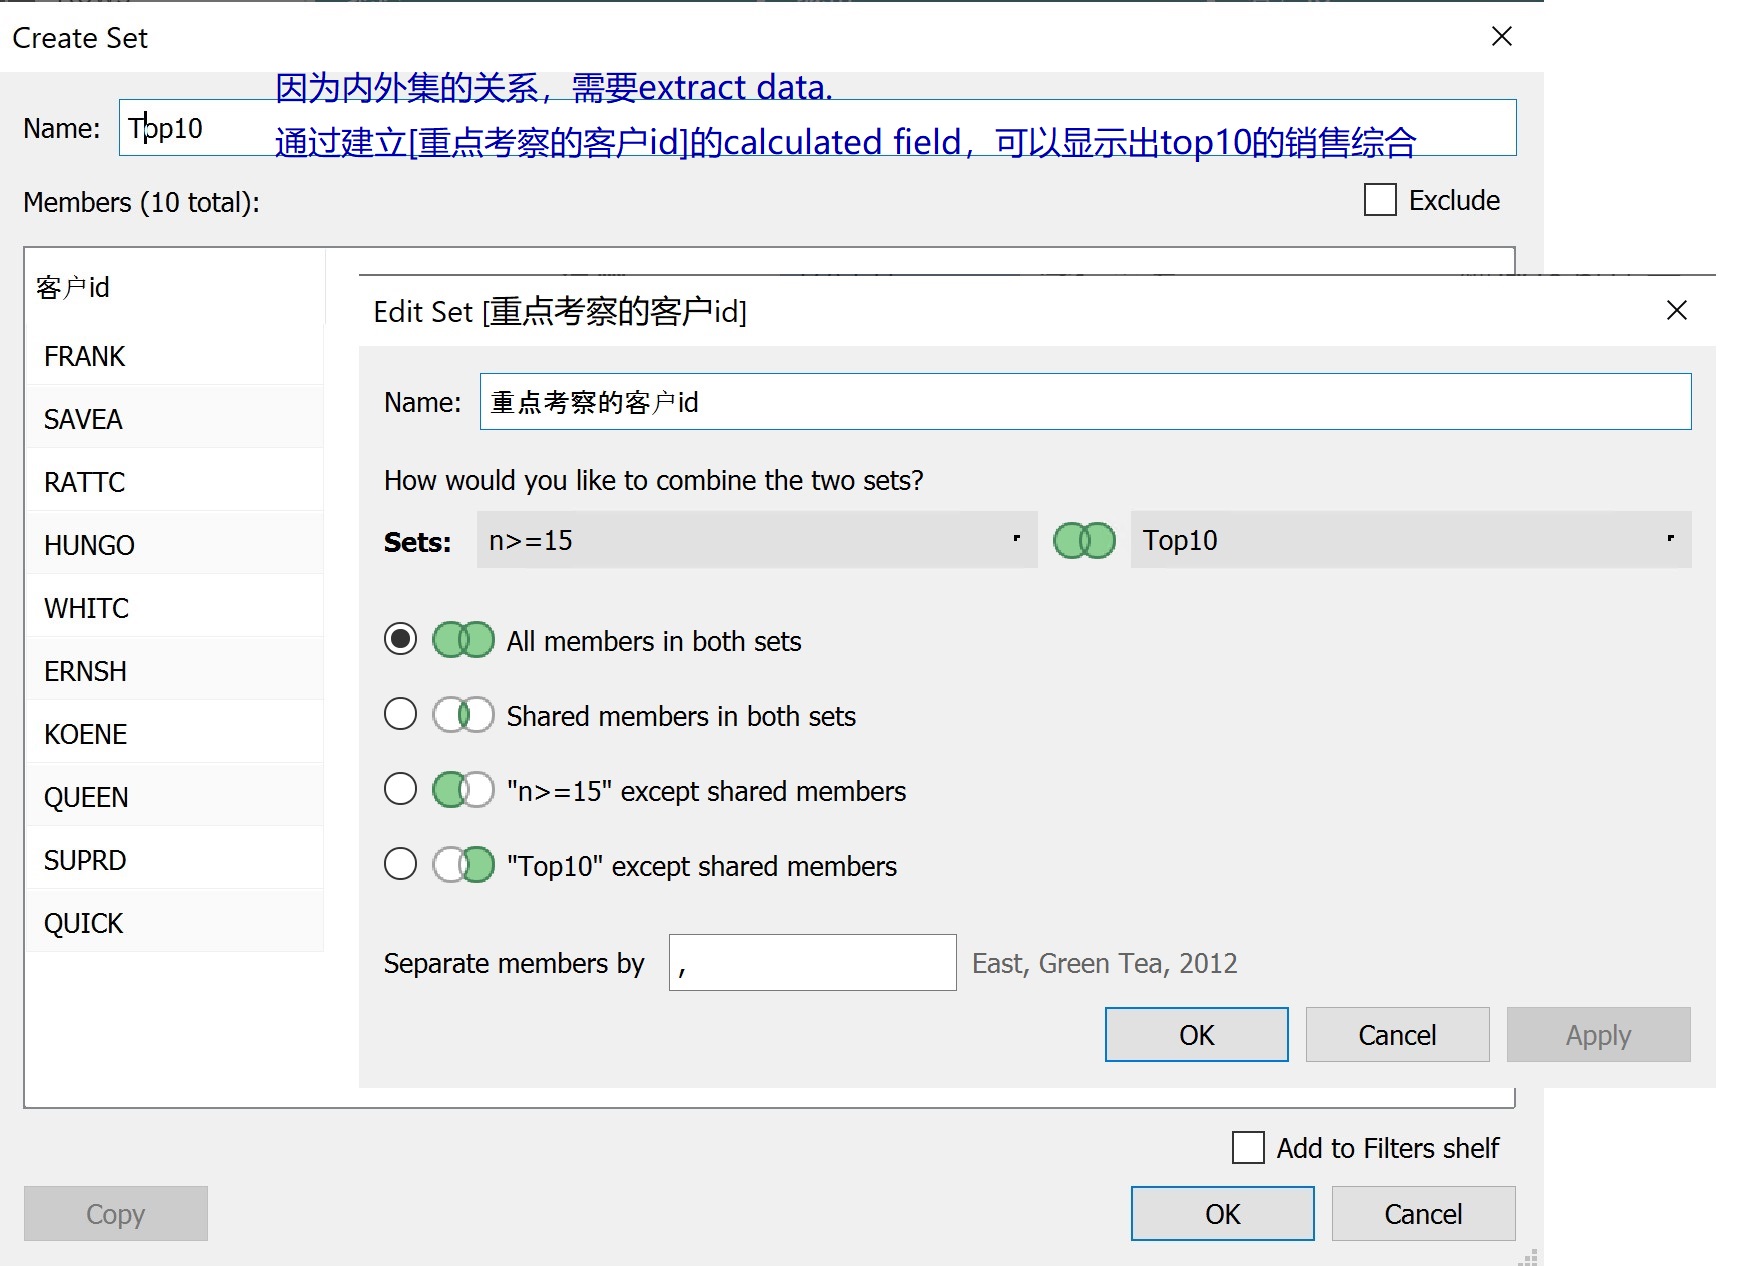 Create Set
因为内外集的关系，需要extract data.
Name: Top10
通过建立[重点考察的客户id]的calculated field，可以显示出top10的销售综合
Members (10 total):
Exclude
客户id
FRANK
SAVEA
RATTC
HUNGO
WHITC
ERNSH
KOENE
QUEEN
SUPRD
QUICK
Edit Set [重点考察的客户id]
Name: 重点考察的客户id
How would you like to combine the two sets?
Sets: n>=15 Top10
All members in both sets
Shared members in both sets
"n>=15" except shared members
"Top10" except shared members
Separate members by , East, Green Tea, 2012
OK Cancel Apply
Add to Filters shelf
Copy OK Cancel